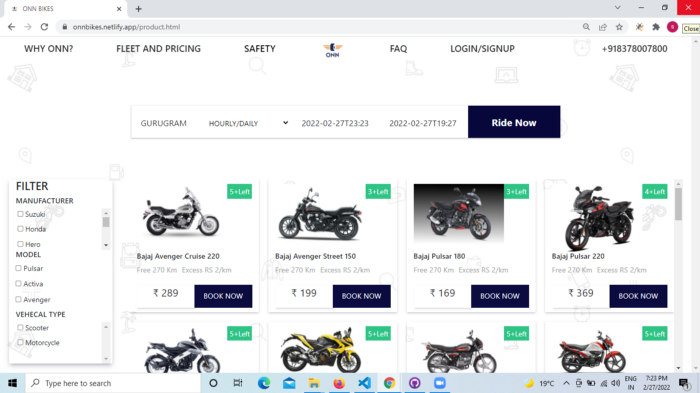 ONN BIKES
onnbikes.netlify.app/product.html
Close
WHY ONN?
FLEET AND PRICING
SAFETY
ONN
FAQ
LOGIN/SIGNUP
+918378007800
GURUGRAM
HOURLY/DAILY
2022-02-27T23:23
2022-02-27T19:27
Ride Now
FILTER
MANUFACTURER
Suzuki
Honda
Hero
MODEL
Pulsar
Activa
Avenger
VEHECAL TYPE
Scooter
Motorcycle
5+Left
Bajaj Avenger Cruise 220
Free 270 Km Excess RS 2/km
₹ 289
BOOK NOW
3+Left
Bajaj Avenger Street 150
Free 270 Km Excess RS 2/km
₹ 199
BOOK NOW
3+Left
Bajaj Pulsar 180
Free 270 Km Excess RS 2/km
₹ 169
BOOK NOW
4+Left
Bajaj Pulsar 220
Free 270 Km Excess RS 2/km
₹ 369
BOOK NOW
5+Left
5+Left
5+Left
5+Left
Type here to search
19°C
ENG
IN
7:23 PM
2/27/2022